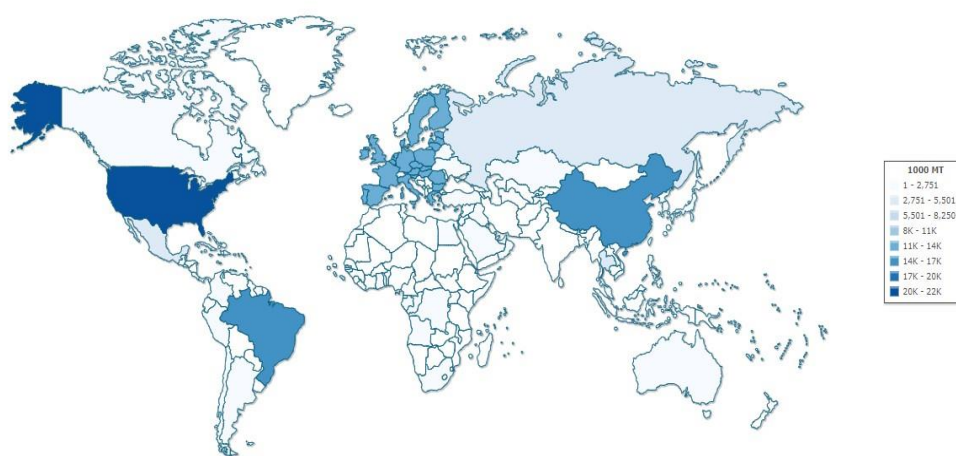 1000 MT
1 - 2,751
2,751 - 5,501
5,501 - 8,250
8K - 11K
11K - 14K
14K - 17K
17K - 20K
20K - 22K